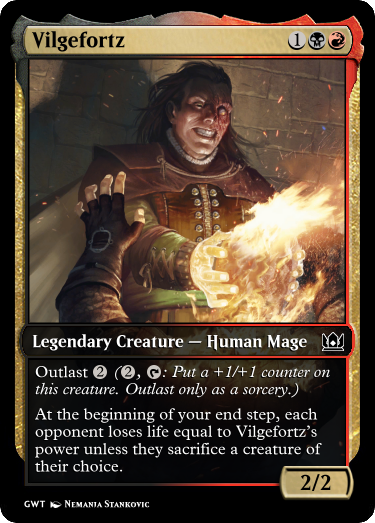 Vilgefortz 1
Legendary Creature — Human Mage
Outlast 2 (2, T: Put a +1/+1 counter on
this creature. Outlast only as a sorcery.)
At the beginning of your end step, each
opponent loses life equal to Vilgefortz's
power unless they sacrifice a creature of
their choice.
2/2
GWT Nemania Stankovic